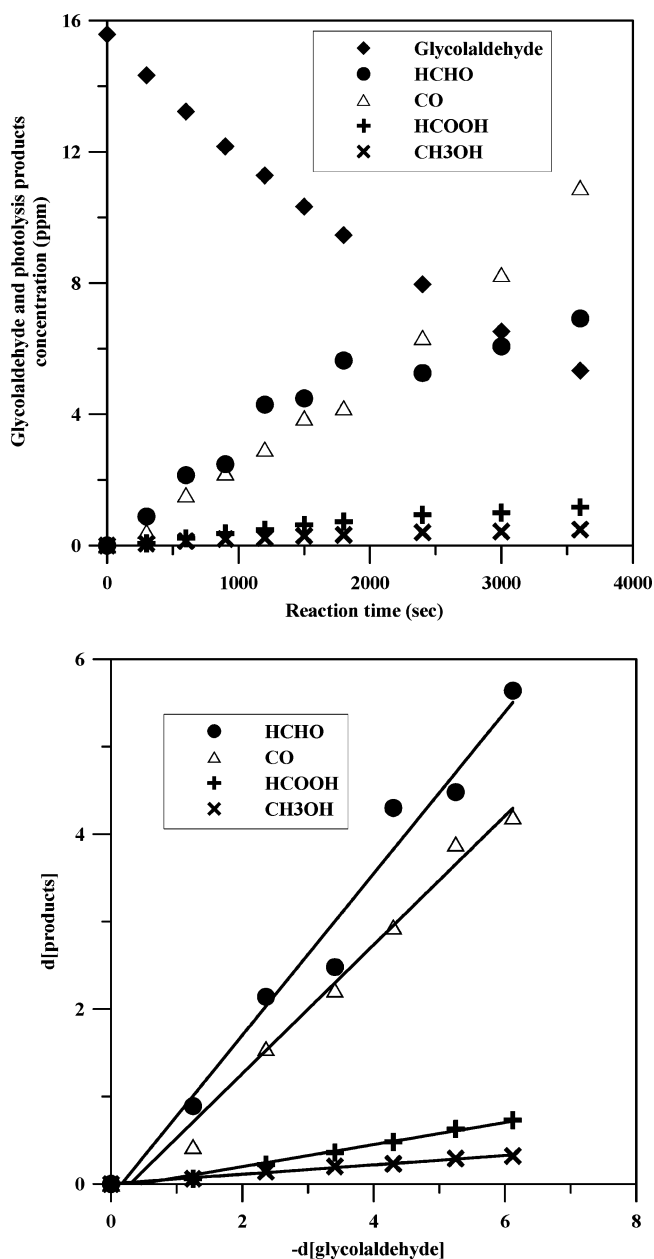 16
12
8
4
0
Glycolaldehyde and photolysis products
concentration (ppm)
Glycolaldehyde
HCHO
CO
HCOOH
CH3OH
0
1000
2000
3000
4000
Reaction time (sec)
6
4
2
0
d[products]
HCHO
CO
HCOOH
CH3OH
0
2
4
6
8
-d[glycolaldehyde]